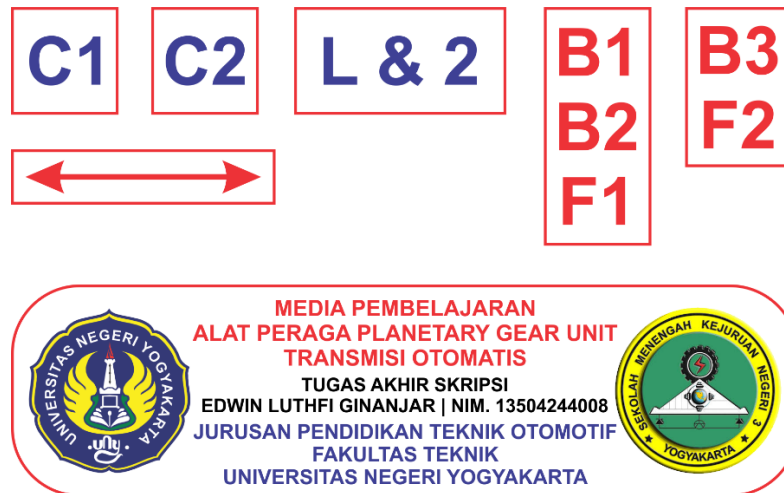 C1
C2
L & 2
B1
B2
F1
B3
F2
UNIVERSITAS NEGERI YOGYAKARTA
uny
MEDIA PEMBELAJARAN
ALAT PERAGA PLANETARY GEAR UNIT
TRANSMISI OTOMATIS
TUGAS AKHIR SKRIPSI
EDWIN LUTHFI GINANJAR | NIM. 13504244008
JURUSAN PENDIDIKAN TEKNIK OTOMOTIF
FAKULTAS TEKNIK
UNIVERSITAS NEGERI YOGYAKARTA
SEKOLAH MENENGAH KEJURUAN NEGERI 3
YOGYAKARTA